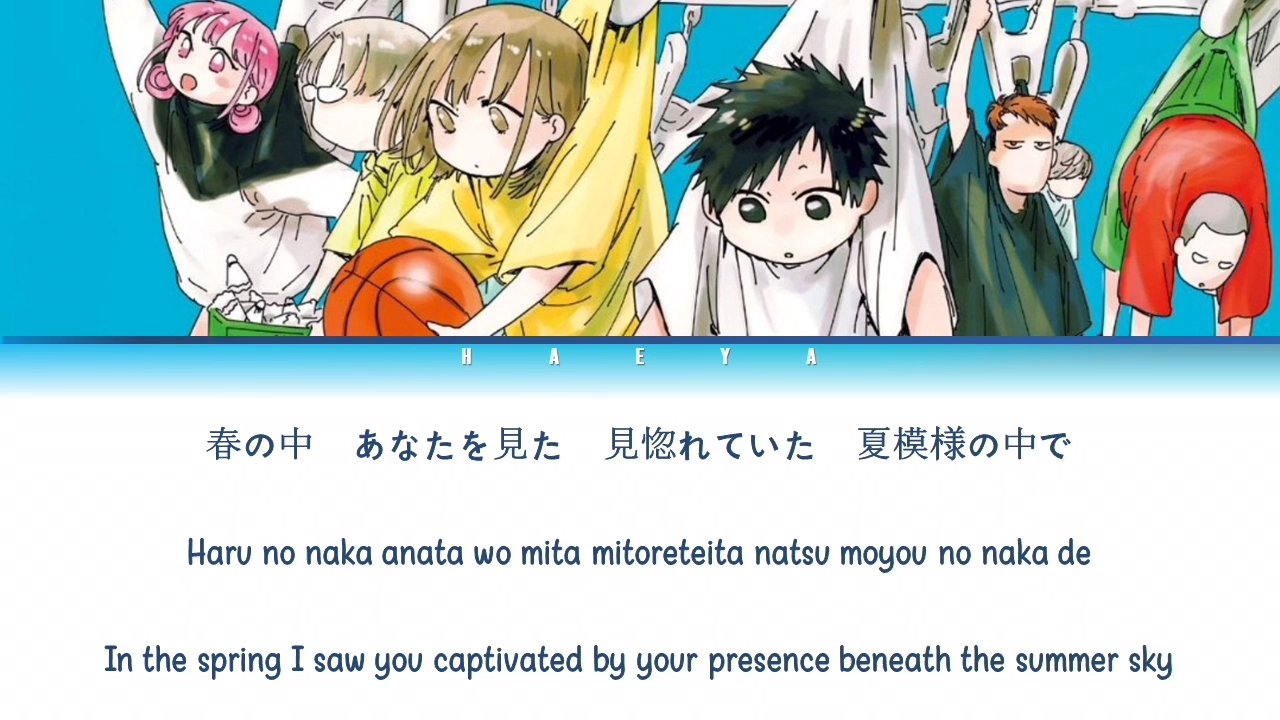 H A E Y A
春の中　あなたを見た　見惚れていた　夏模様の中で
Haru no naka anata wo mita mitoreteita natsu moyou no naka de
In the spring I saw you captivated by your presence beneath the summer sky